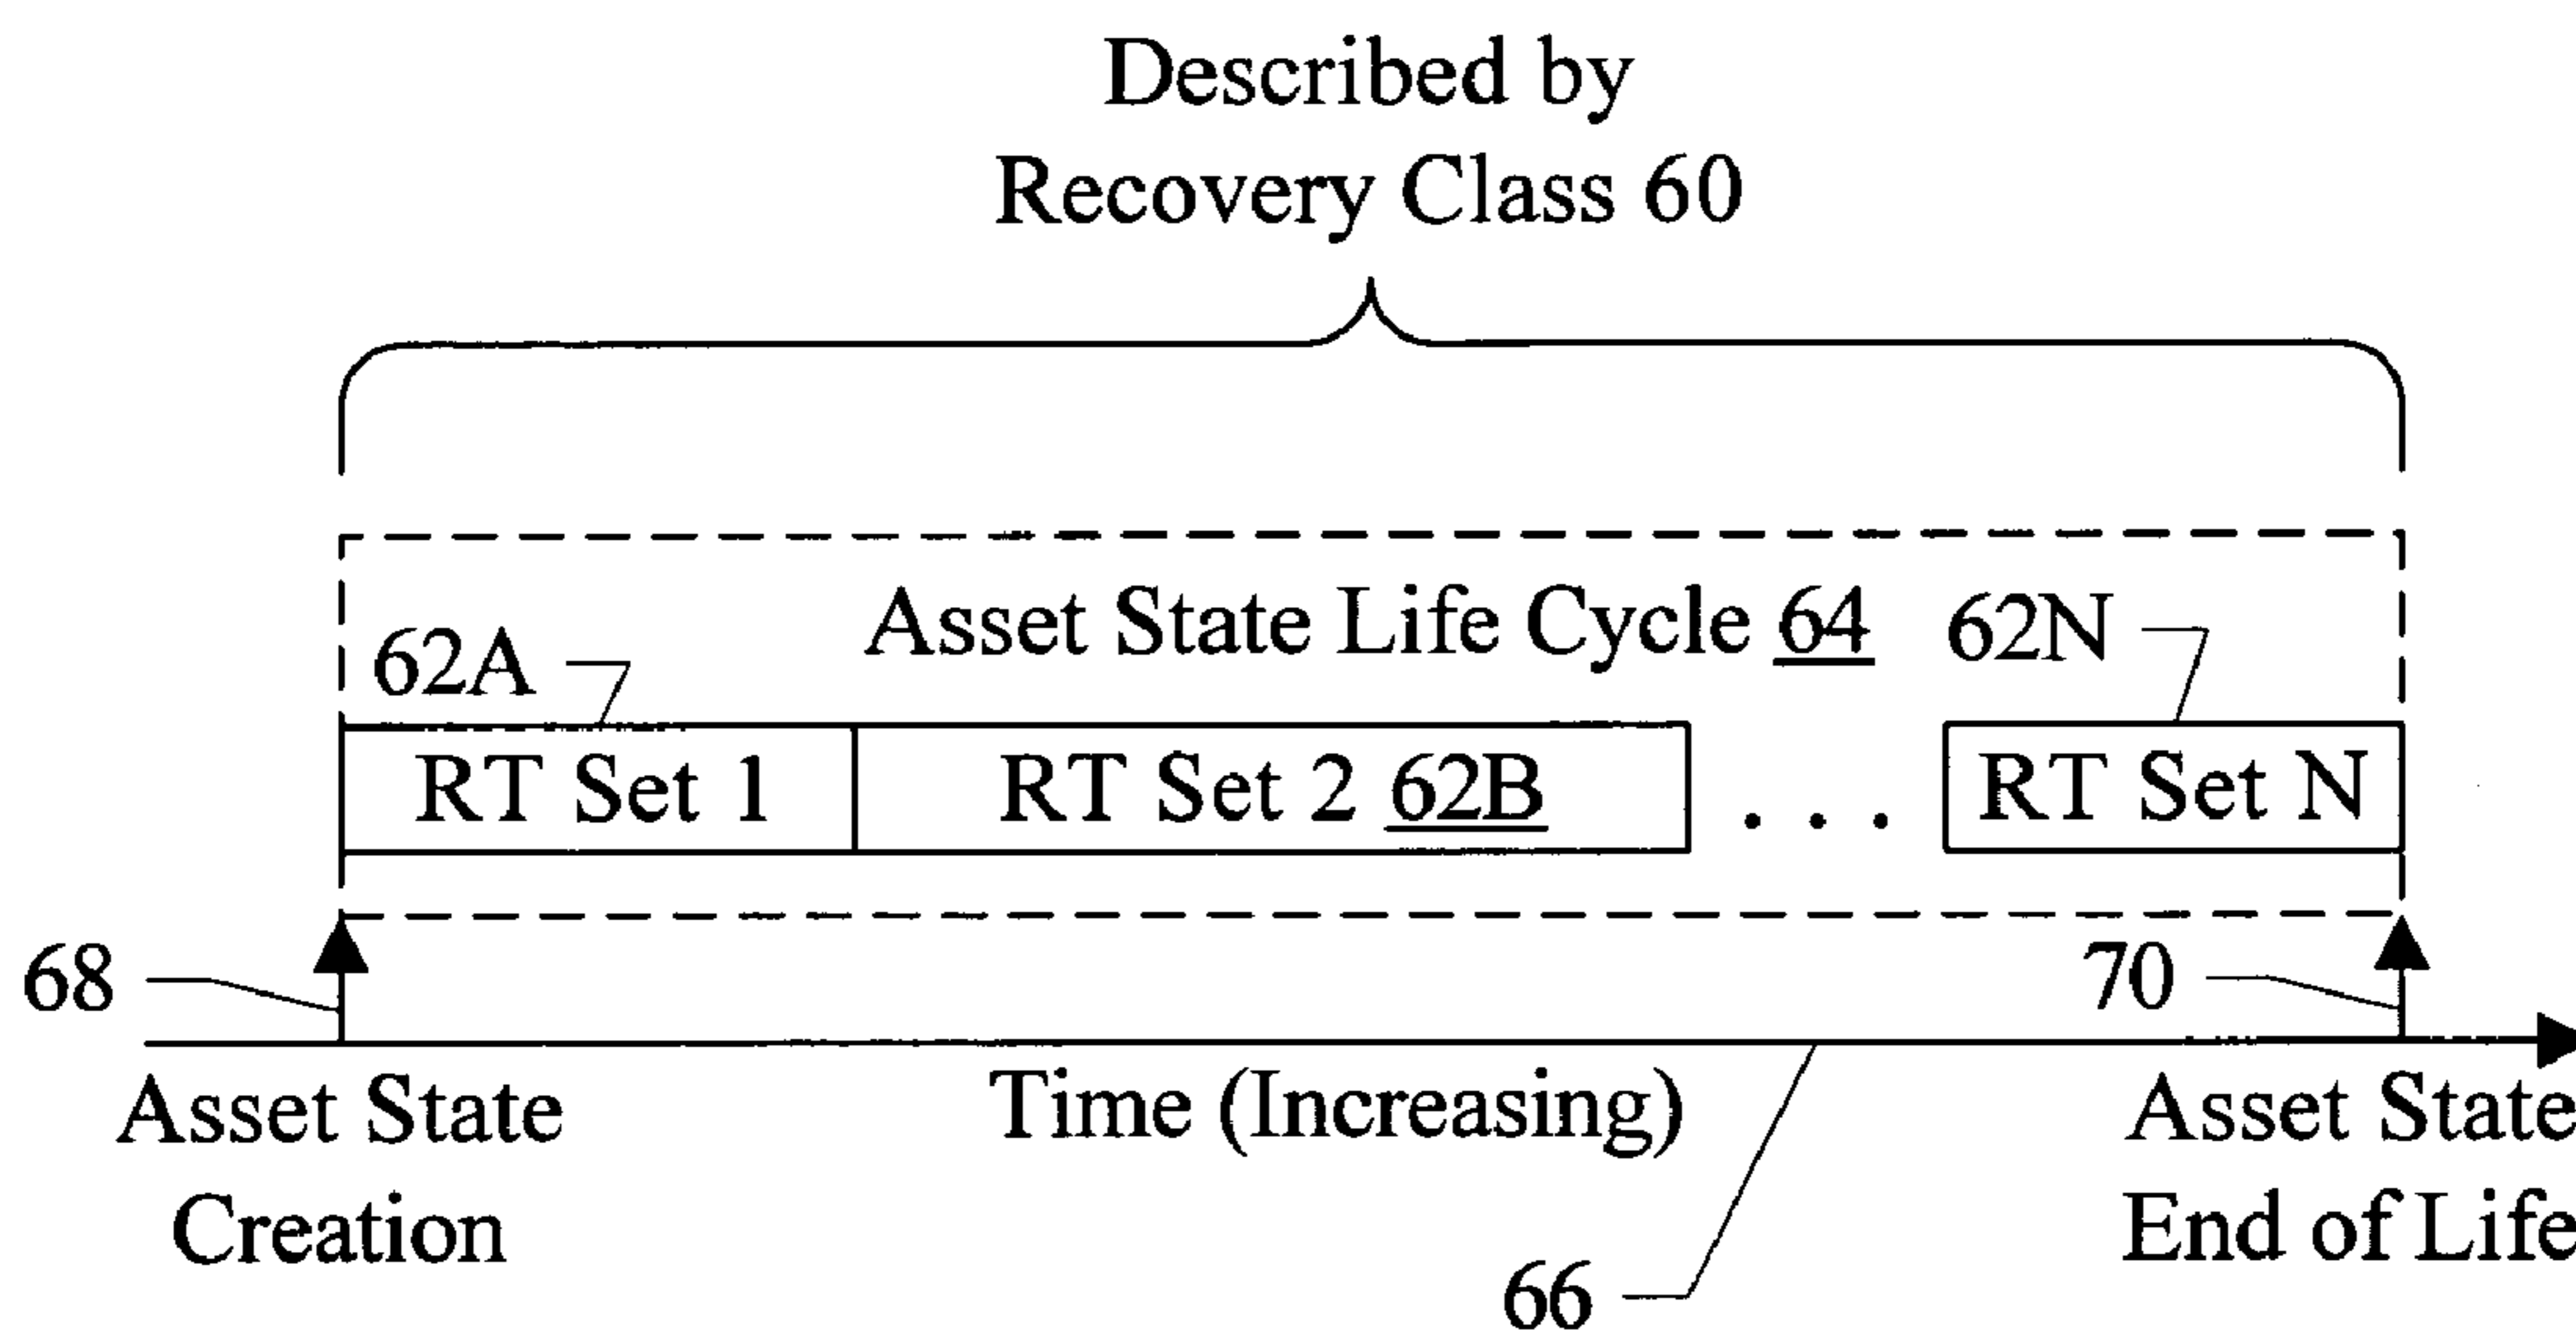 Described by
Recovery Class 60
Asset State Life Cycle 64
62A
62N
RT Set 1
RT Set 2 62B
. . .
RT Set N
68
70
Asset State
Creation
Time (Increasing)
Asset State
End of Life
66